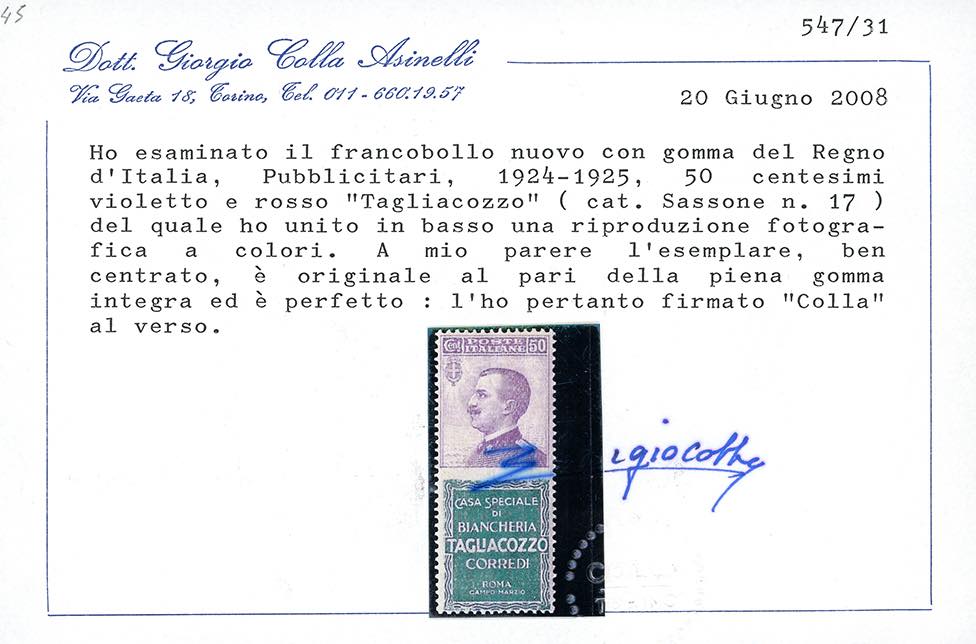 45
547/31
Dott. Giorgio Colla Asinelli
Via Gaeta 18, Torino, Tel. 011-660.19.57
20 Giugno 2008
Ho esaminato il francobollo nuovo con gomma del Regno
d'Italia, Pubblicitari, 1924-1925, 50 centesimi
violetto e rosso "Tagliacozzo" ( cat. Sassone n. 17 )
del quale ho unito in basso una riproduzione fotogra-
fica a colori. A mio parere l'esemplare, ben
centrato, è originale al pari della piena gomma
integra ed è perfetto : l'ho pertanto firmato "Colla"
al verso.
Cent. POSTE ITALIANE 50
giocolla
CASA SPECIALE
DI
BIANCHERIA
TAGLIACOZZO
CORREDI
ROMA
CAMPO MARZIO